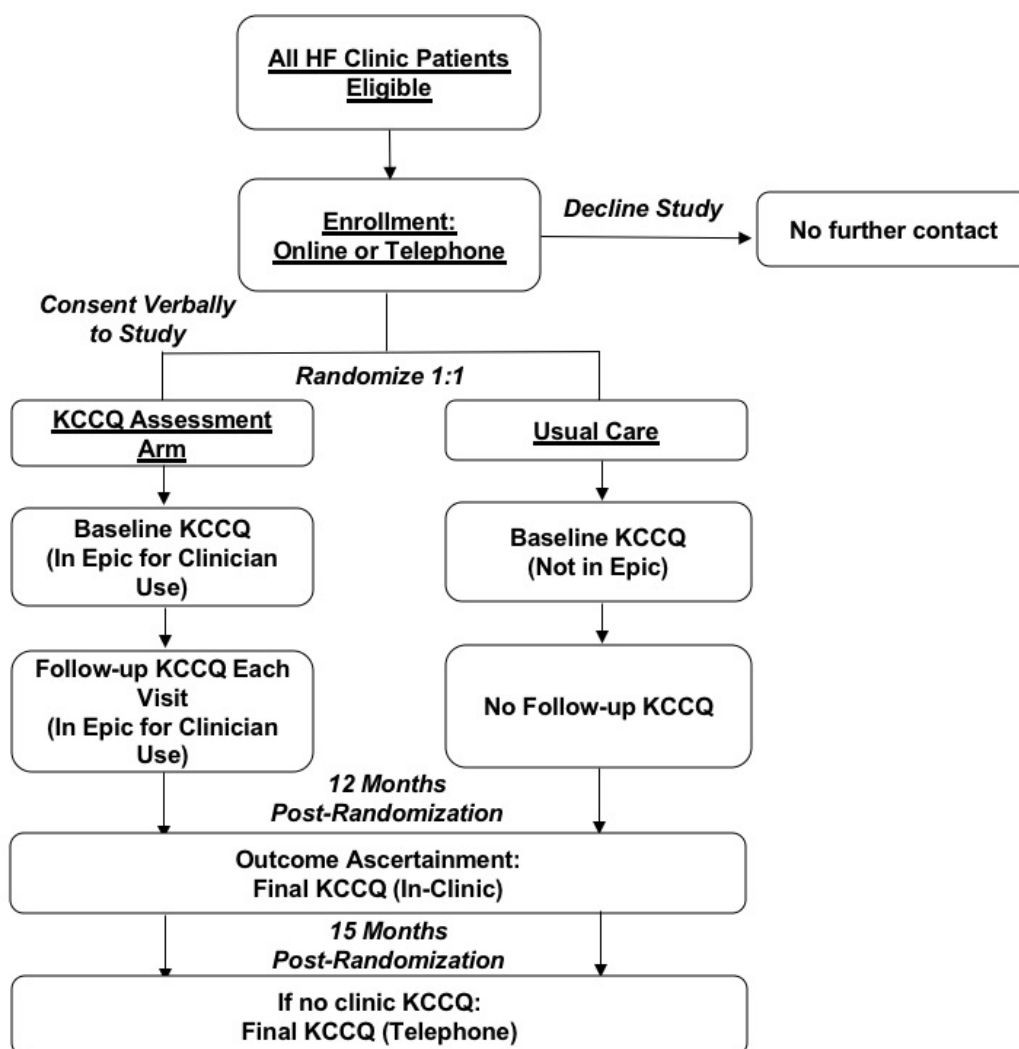 All HF Clinic Patients
Eligible
Enrollment:
Online or Telephone
Decline Study
No further contact
Consent Verbally
to Study
Randomize 1:1
KCCQ Assessment
Arm
Usual Care
Baseline KCCQ
(In Epic for Clinician
Use)
Baseline KCCQ
(Not in Epic)
Follow-up KCCQ Each
Visit
(In Epic for Clinician
Use)
No Follow-up KCCQ
12 Months
Post-Randomization
Outcome Ascertainment:
Final KCCQ (In-Clinic)
15 Months
Post-Randomization
If no clinic KCCQ:
Final KCCQ (Telephone)